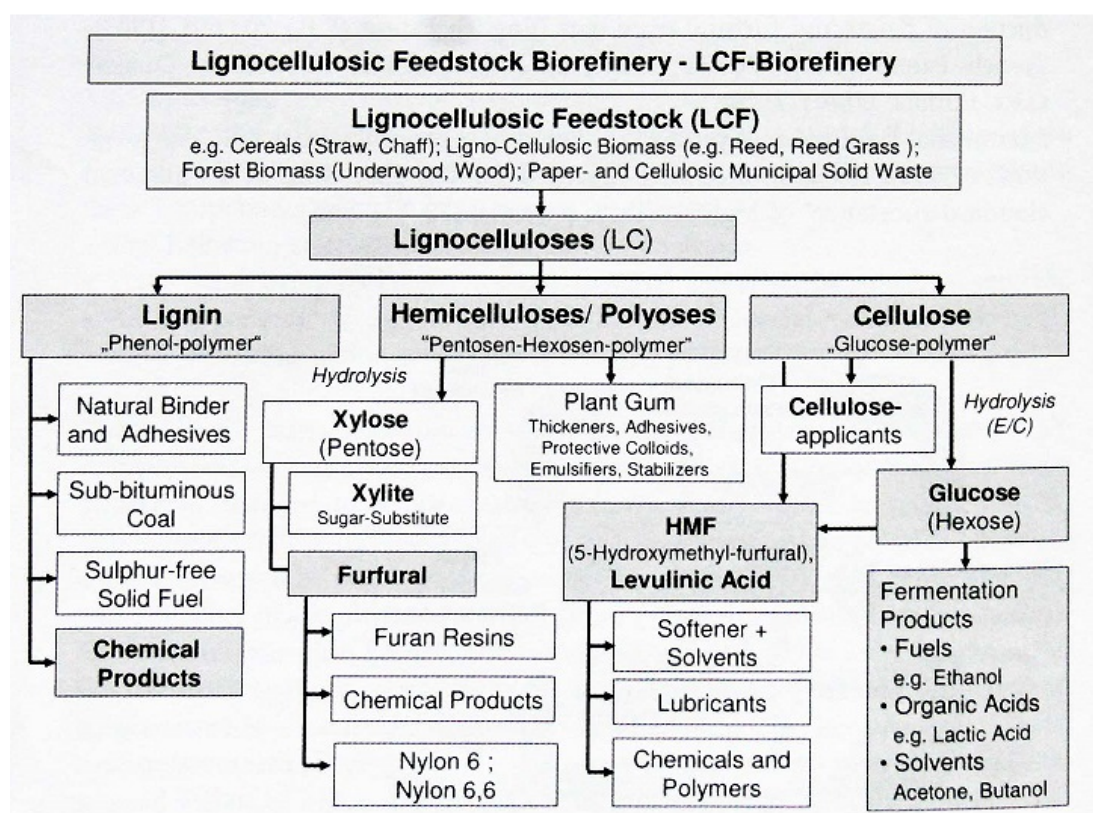 Lignocellulosic Feedstock Biorefinery - LCF-Biorefinery
Lignocellulosic Feedstock (LCF)
e.g. Cereals (Straw, Chaff); Ligno-Cellulosic Biomass (e.g. Reed, Reed Grass );
Forest Biomass (Underwood, Wood); Paper- and Cellulosic Municipal Solid Waste
Lignocelluloses (LC)
Lignin
„Phenol-polymer“
Hemicelluloses/ Polyoses
"Pentosen-Hexosen-polymer"
Cellulose
„Glucose-polymer“
Natural Binder
and Adhesives
Sub-bituminous
Coal
Sulphur-free
Solid Fuel
Chemical
Products
Hydrolysis
Xylose
(Pentose)
Xylite
Sugar-Substitute
Furfural
Furan Resins
Chemical Products
Nylon 6 ;
Nylon 6,6
Plant Gum
Thickeners, Adhesives,
Protective Colloids,
Emulsifiers, Stabilizers
Cellulose-
applicants
Hydrolysis
(E/C)
Glucose
(Hexose)
HMF
(5-Hydroxymethyl-furfural),
Levulinic Acid
Softener +
Solvents
Lubricants
Chemicals and
Polymers
Fermentation
Products
• Fuels
e.g. Ethanol
• Organic Acids
e.g. Lactic Acid
• Solvents
Acetone, Butanol